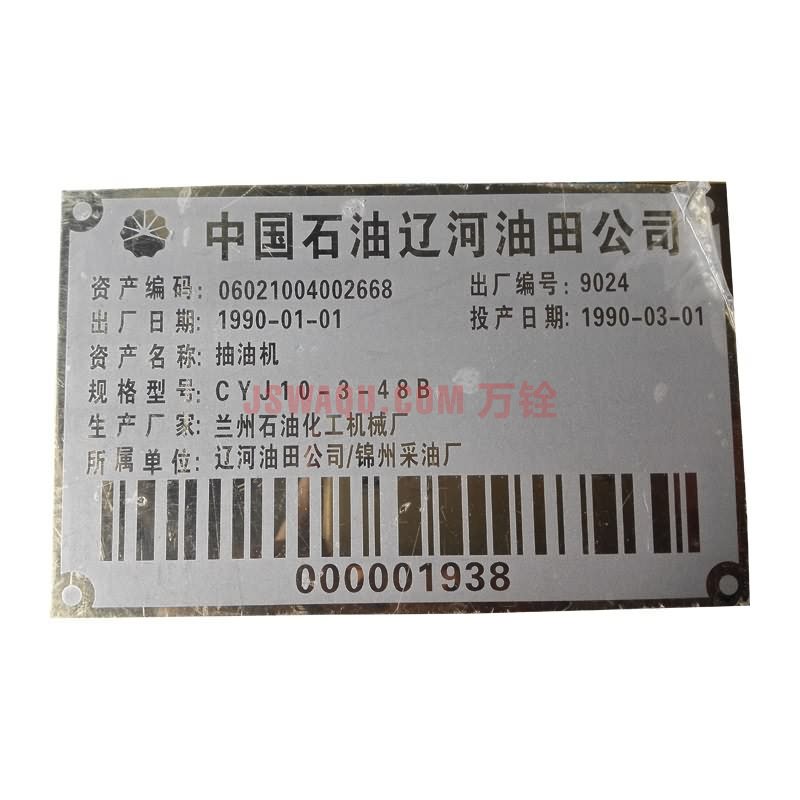 中国石油辽河油田公司
资产编码: 06021004002668 出厂编号: 9024
出厂日期: 1990-01-01 投产日期: 1990-03-01
资产名称: 抽油机
规格型号: CYJ10-3-48B
JSWAQU.COM 万铨
生产厂家: 兰州石油化工机械厂
所属单位: 辽河油田公司/锦州采油厂
000001938